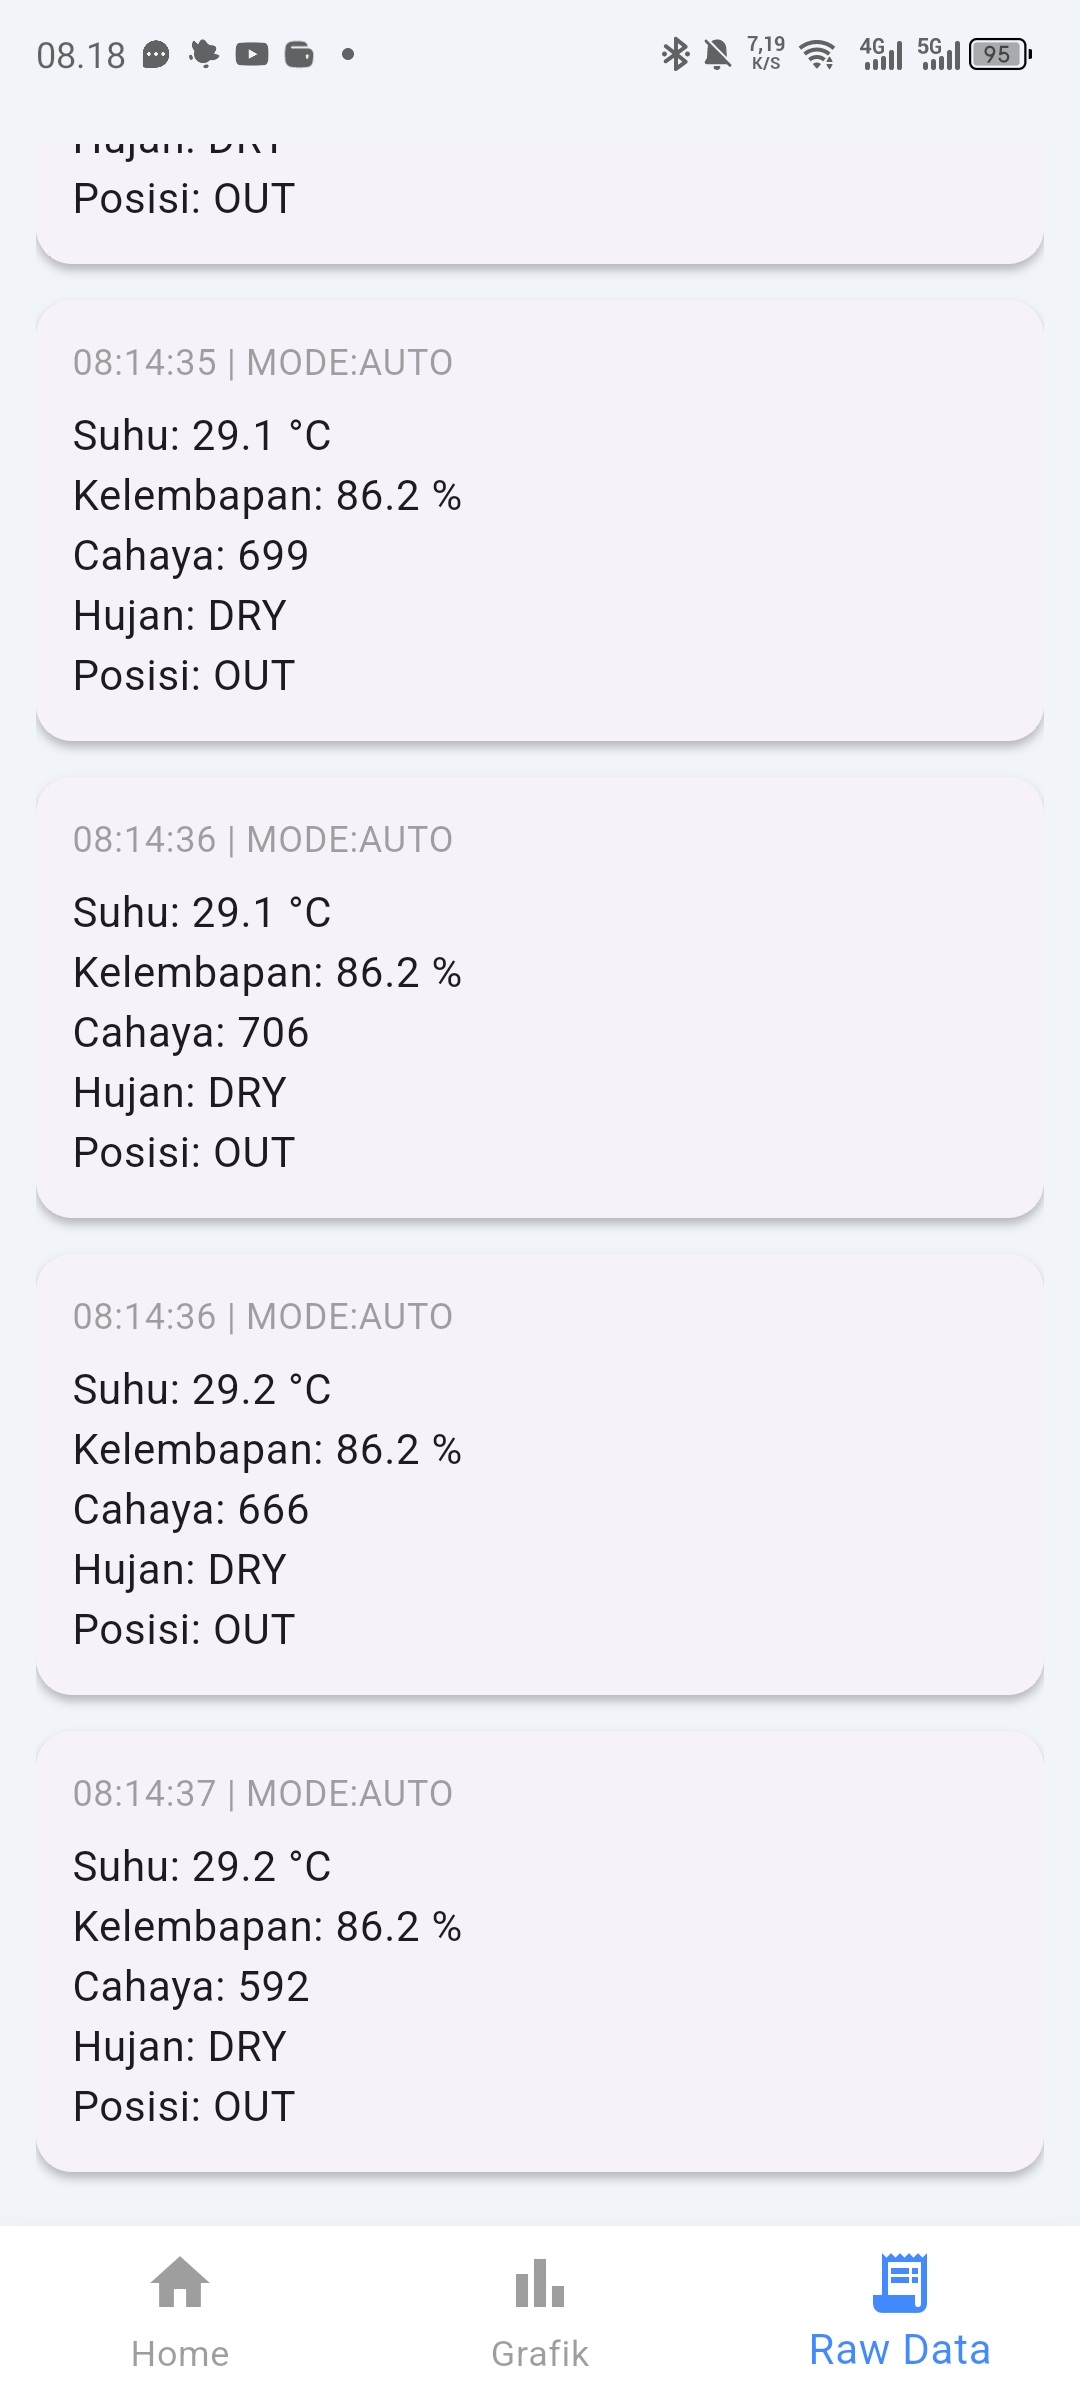 08.18
7,19
K/S
4G
5G
95
Hujan: DRY
Posisi: OUT
08:14:35 | MODE:AUTO
Suhu: 29.1 °C
Kelembapan: 86.2 %
Cahaya: 699
Hujan: DRY
Posisi: OUT
08:14:36 | MODE:AUTO
Suhu: 29.1 °C
Kelembapan: 86.2 %
Cahaya: 706
Hujan: DRY
Posisi: OUT
08:14:36 | MODE:AUTO
Suhu: 29.2 °C
Kelembapan: 86.2 %
Cahaya: 666
Hujan: DRY
Posisi: OUT
08:14:37 | MODE:AUTO
Suhu: 29.2 °C
Kelembapan: 86.2 %
Cahaya: 592
Hujan: DRY
Posisi: OUT
Home
Grafik
Raw Data